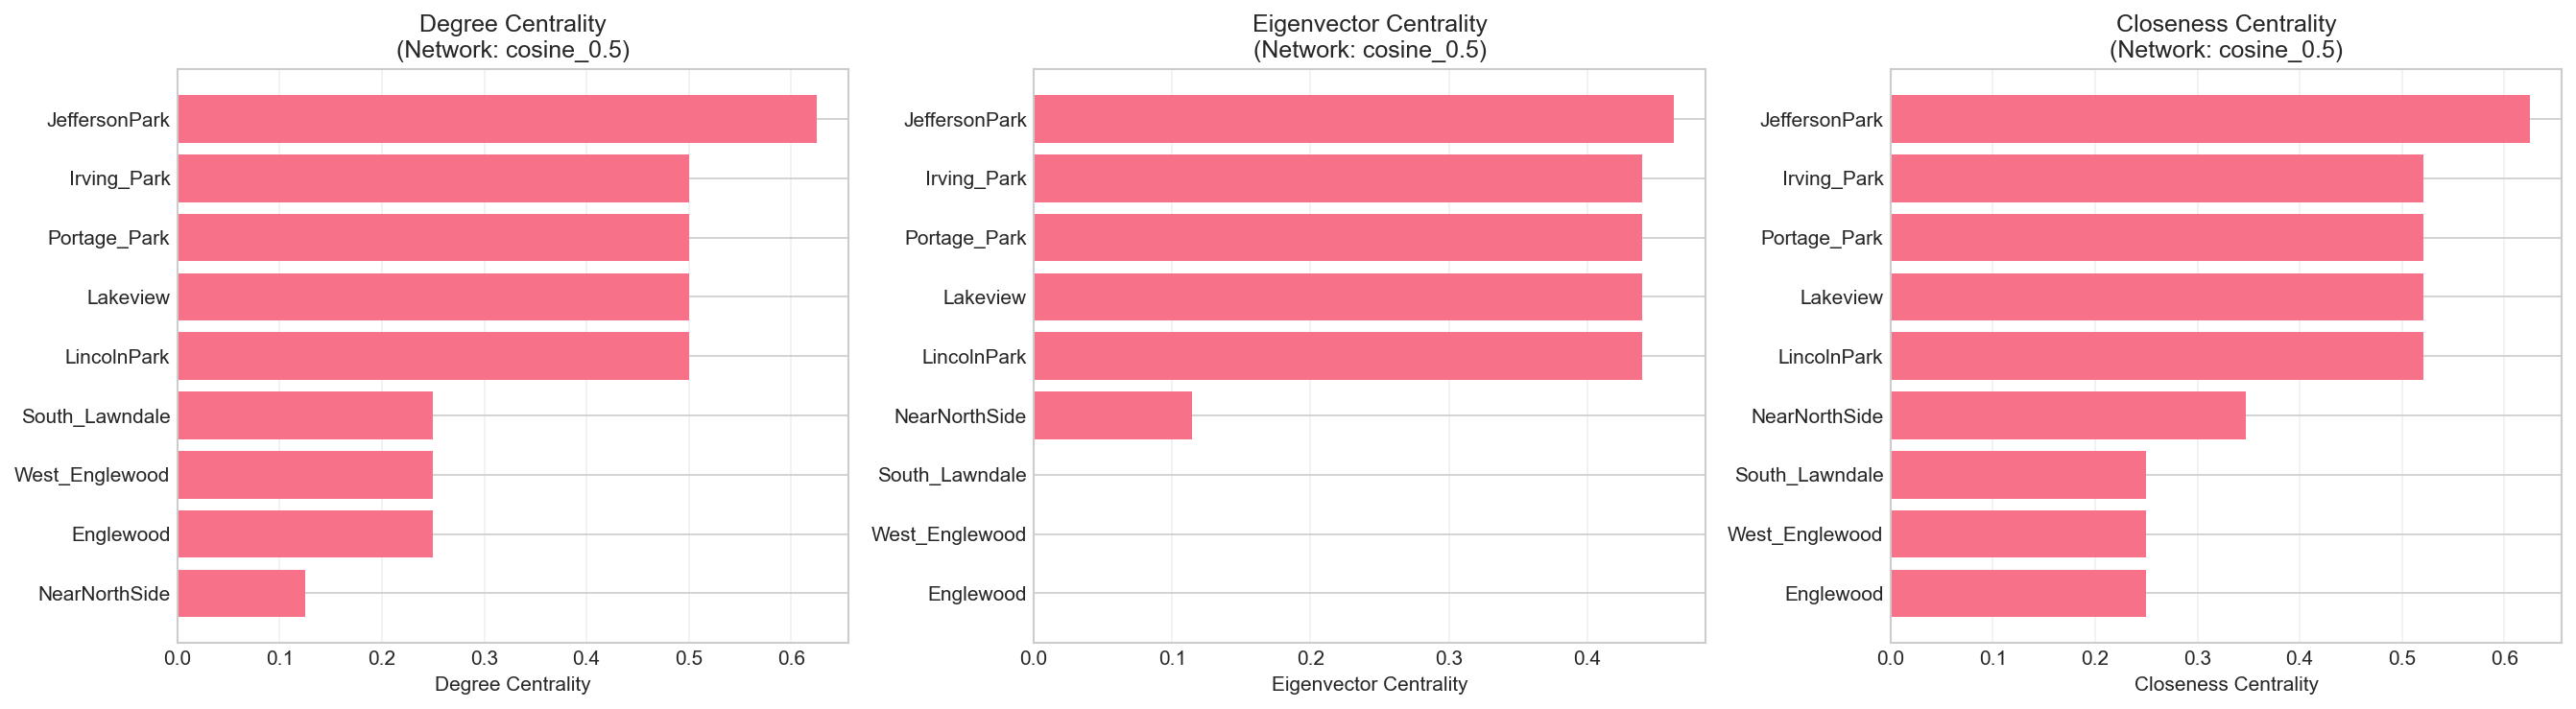 Degree Centrality
(Network: cosine_0.5)
JeffersonPark
Irving_Park
Portage_Park
Lakeview
LincolnPark
South_Lawndale
West_Englewood
Englewood
NearNorthSide
0.0 0.1 0.2 0.3 0.4 0.5 0.6
Degree Centrality
Eigenvector Centrality
(Network: cosine_0.5)
JeffersonPark
Irving_Park
Portage_Park
Lakeview
LincolnPark
NearNorthSide
South_Lawndale
West_Englewood
Englewood
0.0 0.1 0.2 0.3 0.4
Eigenvector Centrality
Closeness Centrality
(Network: cosine_0.5)
JeffersonPark
Irving_Park
Portage_Park
Lakeview
LincolnPark
NearNorthSide
South_Lawndale
West_Englewood
Englewood
0.0 0.1 0.2 0.3 0.4 0.5 0.6
Closeness Centrality